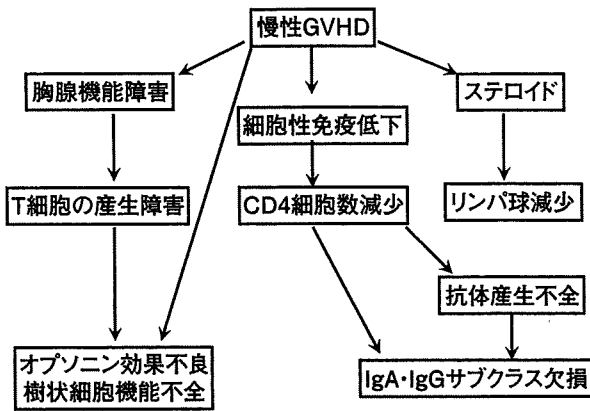 慢性GVHD
胸腺機能障害
ステロイド
細胞性免疫低下
T細胞の産生障害
CD4細胞数減少
リンパ球減少
抗体産生不全
オプソニン効果不良
樹状細胞機能不全
IgA・IgGサブクラス欠損